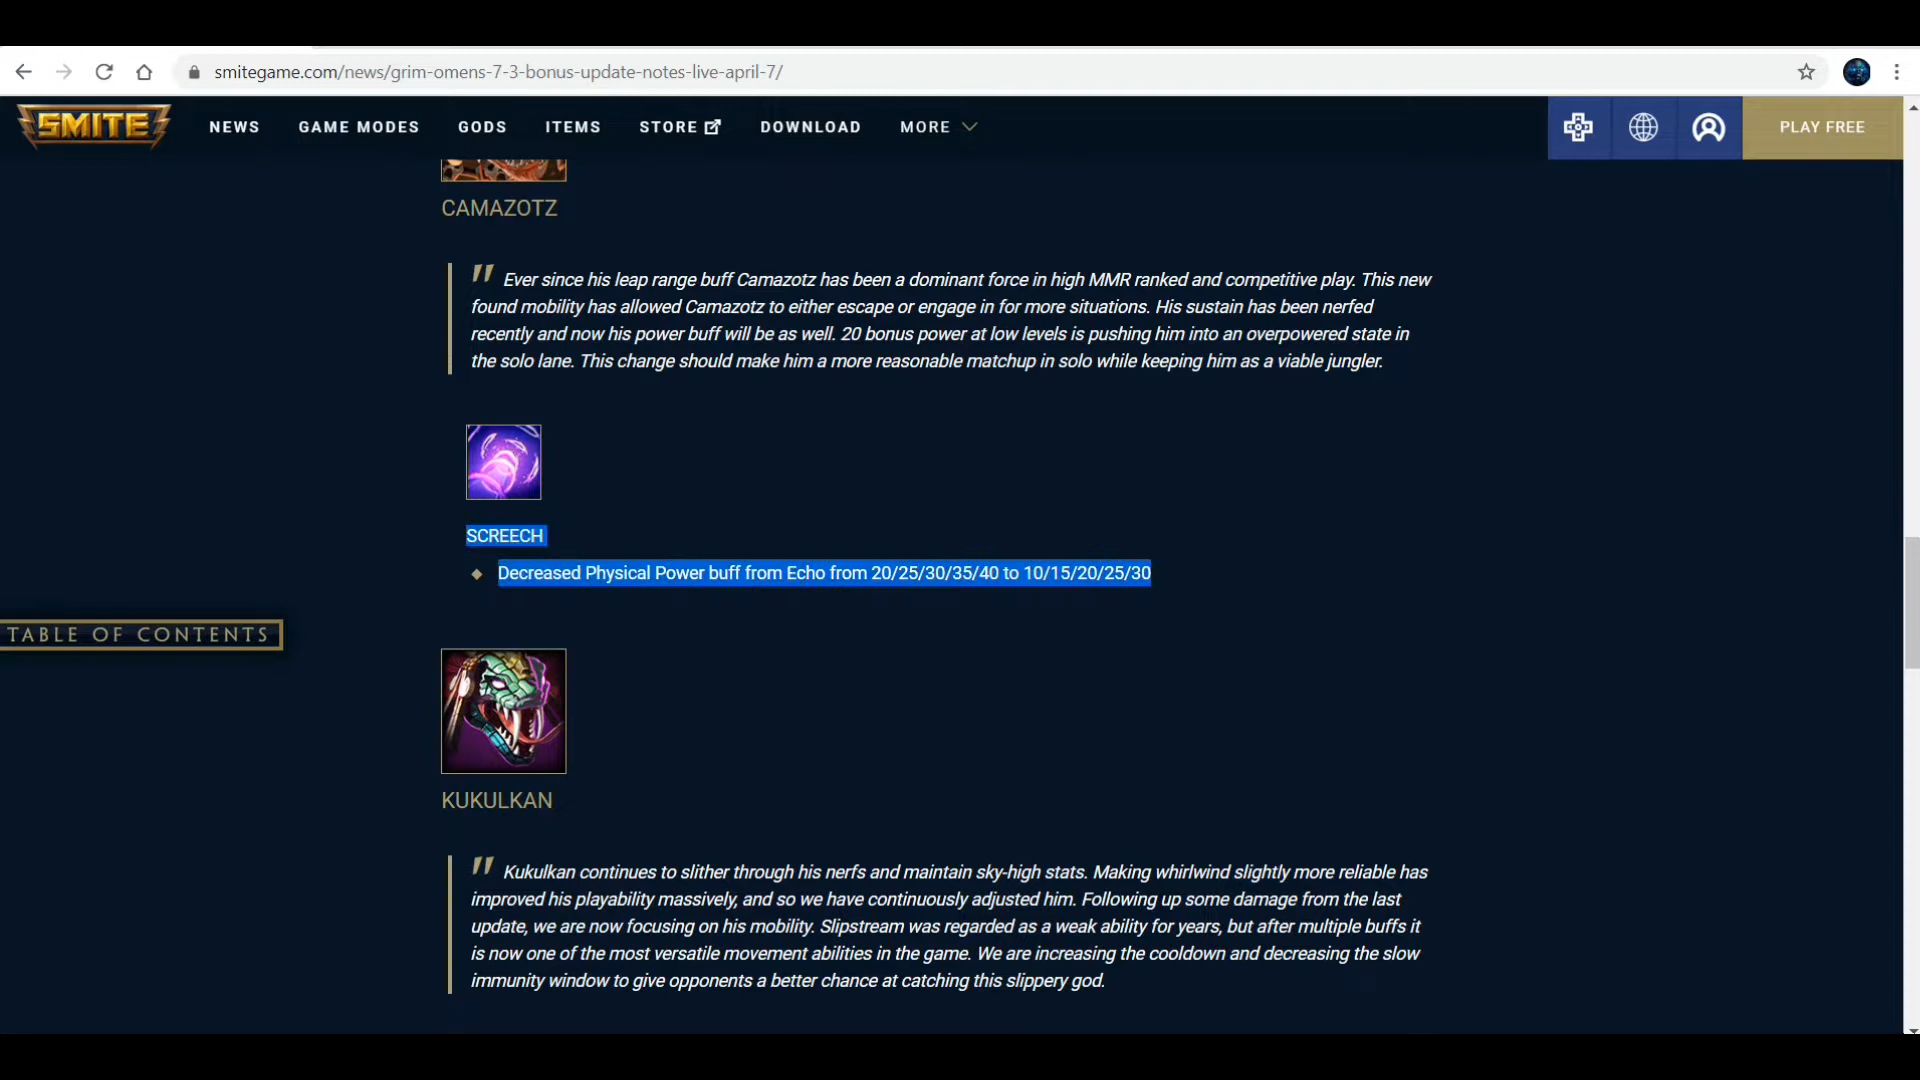 smitegame.com/news/grim-omens-7-3-bonus-update-notes-live-april-7/
SMITE NEWS GAME MODES GODS ITEMS STORE DOWNLOAD MORE PLAY FREE
CAMAZOTZ
" Ever since his leap range buff Camazotz has been a dominant force in high MMR ranked and competitive play. This new
found mobility has allowed Camazotz to either escape or engage in for more situations. His sustain has been nerfed
recently and now his power buff will be as well. 20 bonus power at low levels is pushing him into an overpowered state in
the solo lane. This change should make him a more reasonable matchup in solo while keeping him as a viable jungler.
SCREECH
Decreased Physical Power buff from Echo from 20/25/30/35/40 to 10/15/20/25/30
TABLE OF CONTENTS
KUKULKAN
" Kukulkan continues to slither through his nerfs and maintain sky-high stats. Making whirlwind slightly more reliable has
improved his playability massively, and so we have continuously adjusted him. Following up some damage from the last
update, we are now focusing on his mobility. Slipstream was regarded as a weak ability for years, but after multiple buffs it
is now one of the most versatile movement abilities in the game. We are increasing the cooldown and decreasing the slow
immunity window to give opponents a better chance at catching this slippery god.